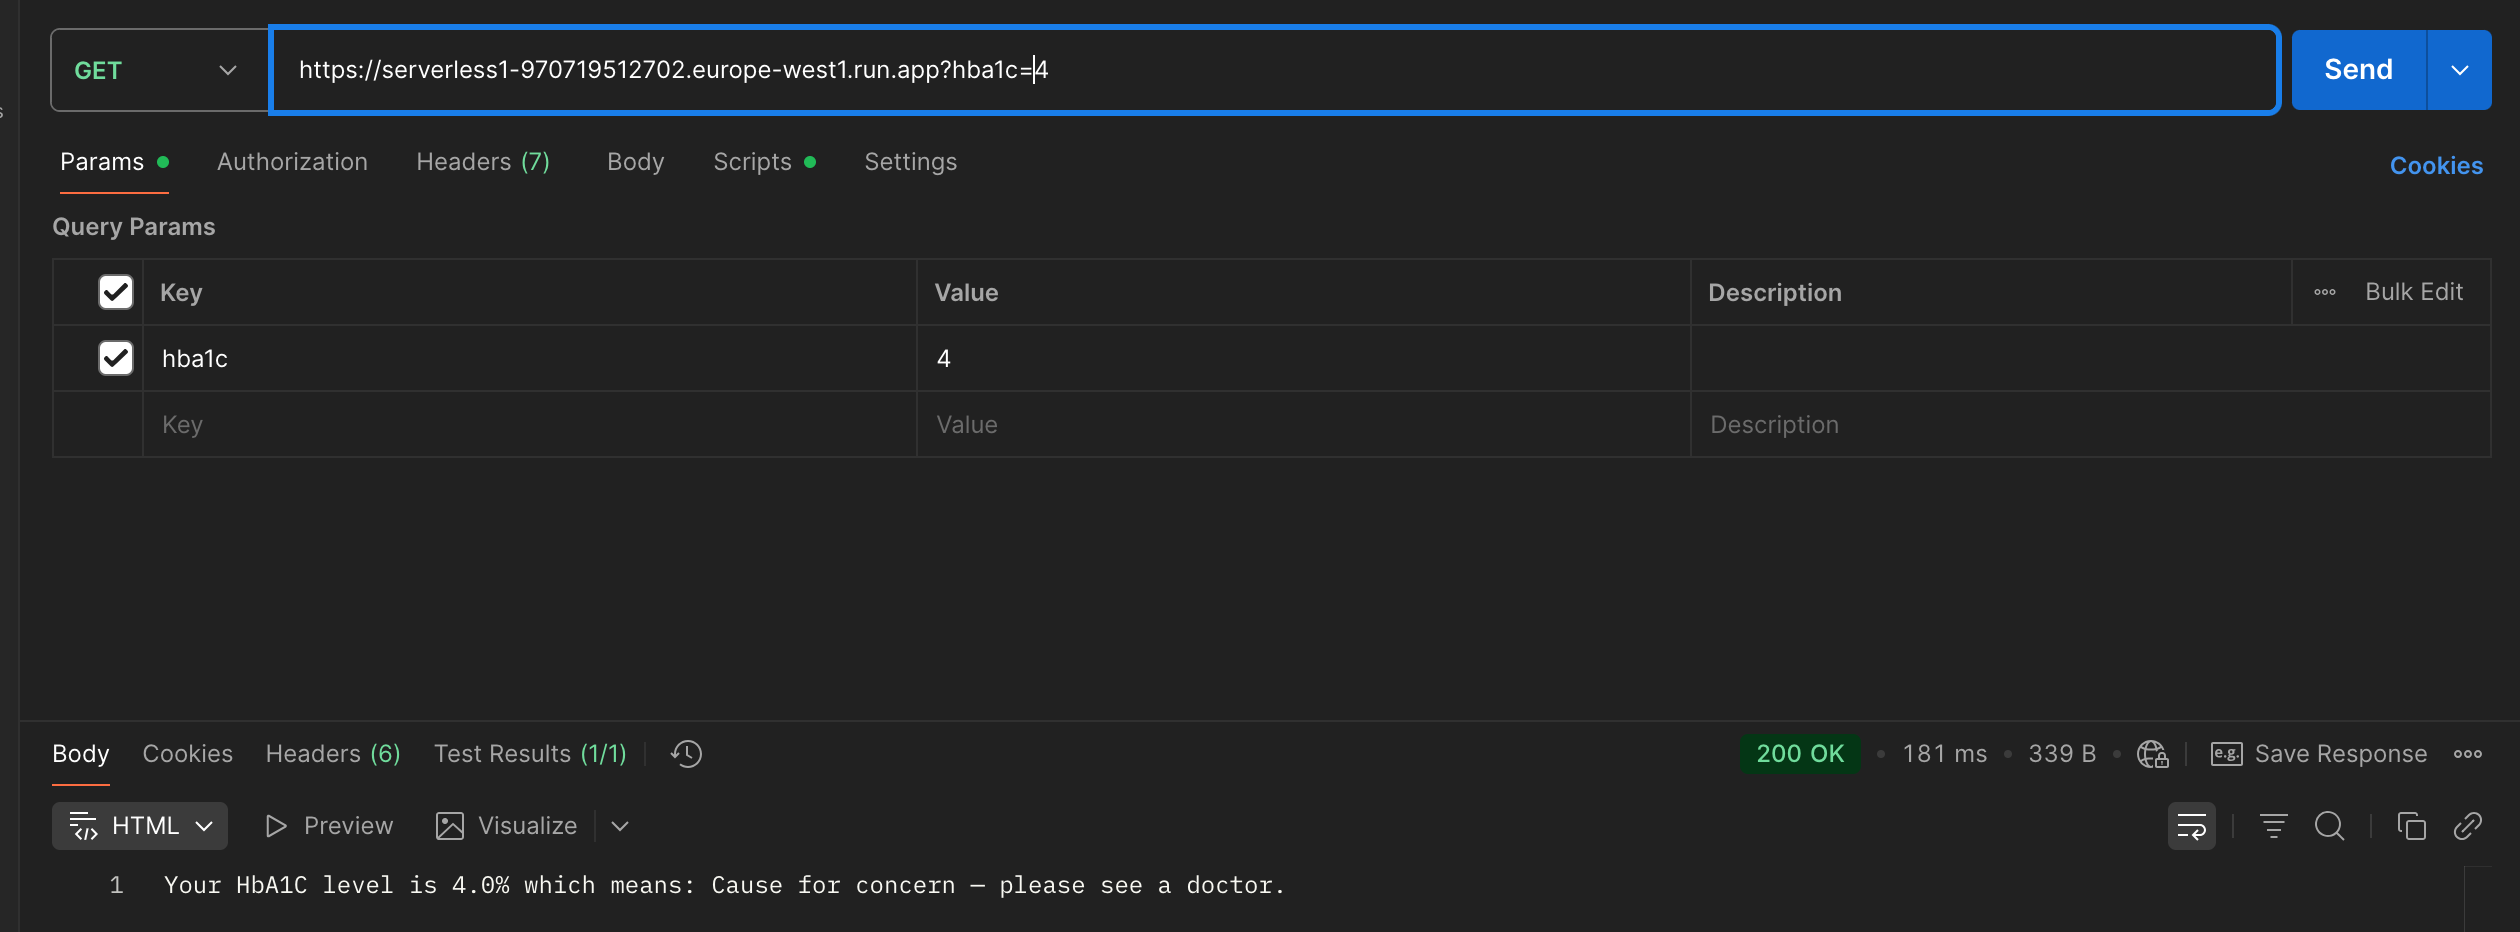 GET
https://serverless1-970719512702.europe-west1.run.app?hba1c=4
Send
s
Params
Authorization
Headers (7)
Body
Scripts
Settings
Cookies
Query Params
Key
Value
Description
Bulk Edit
hba1c
4
Key
Value
Description
Body
Cookies
Headers (6)
Test Results (1/1)
200 OK
181 ms
339 B
e.g.
Save Response
HTML
Preview
Visualize
1
Your HbA1C level is 4.0% which means: Cause for concern — please see a doctor.